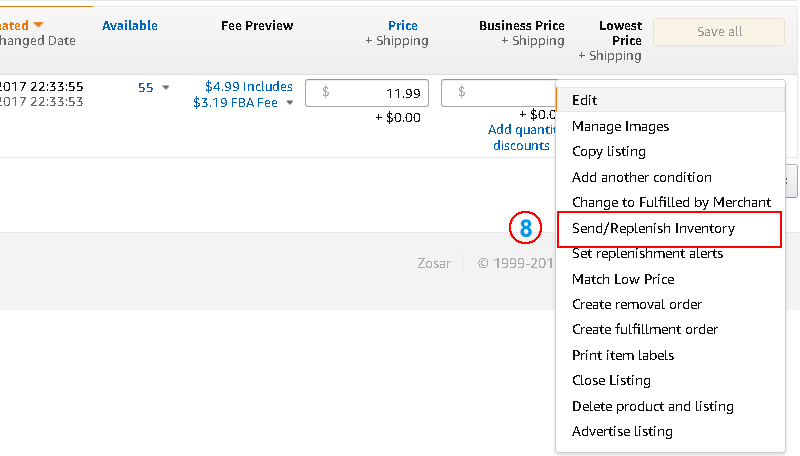 eated Available Fee Preview Price Business Price Lowest Price Save all
hanged Date + Shipping + Shipping + Shipping
2017 22:33:55 55 $4.99 Includes $ 11.99 $
2017 22:33:53 $3.19 FBA Fee + $0.00 + $0.0
Add quantit
discounts
Edit
Manage Images
Copy listing
Add another condition
Change to Fulfilled by Merchant
8 Send/Replenish Inventory
Set replenishment alerts
Match Low Price
Create removal order
Create fulfillment order
Print item labels
Close Listing
Delete product and listing
Advertise listing
Zosar © 1999-201